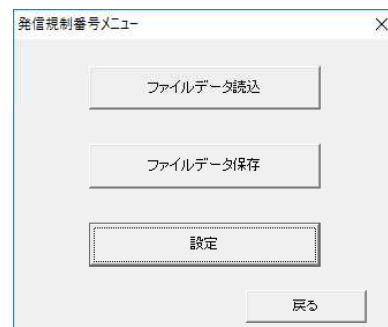 発信規制番号メニュー
ファイルデータ読込
ファイルデータ保存
設定
戻る